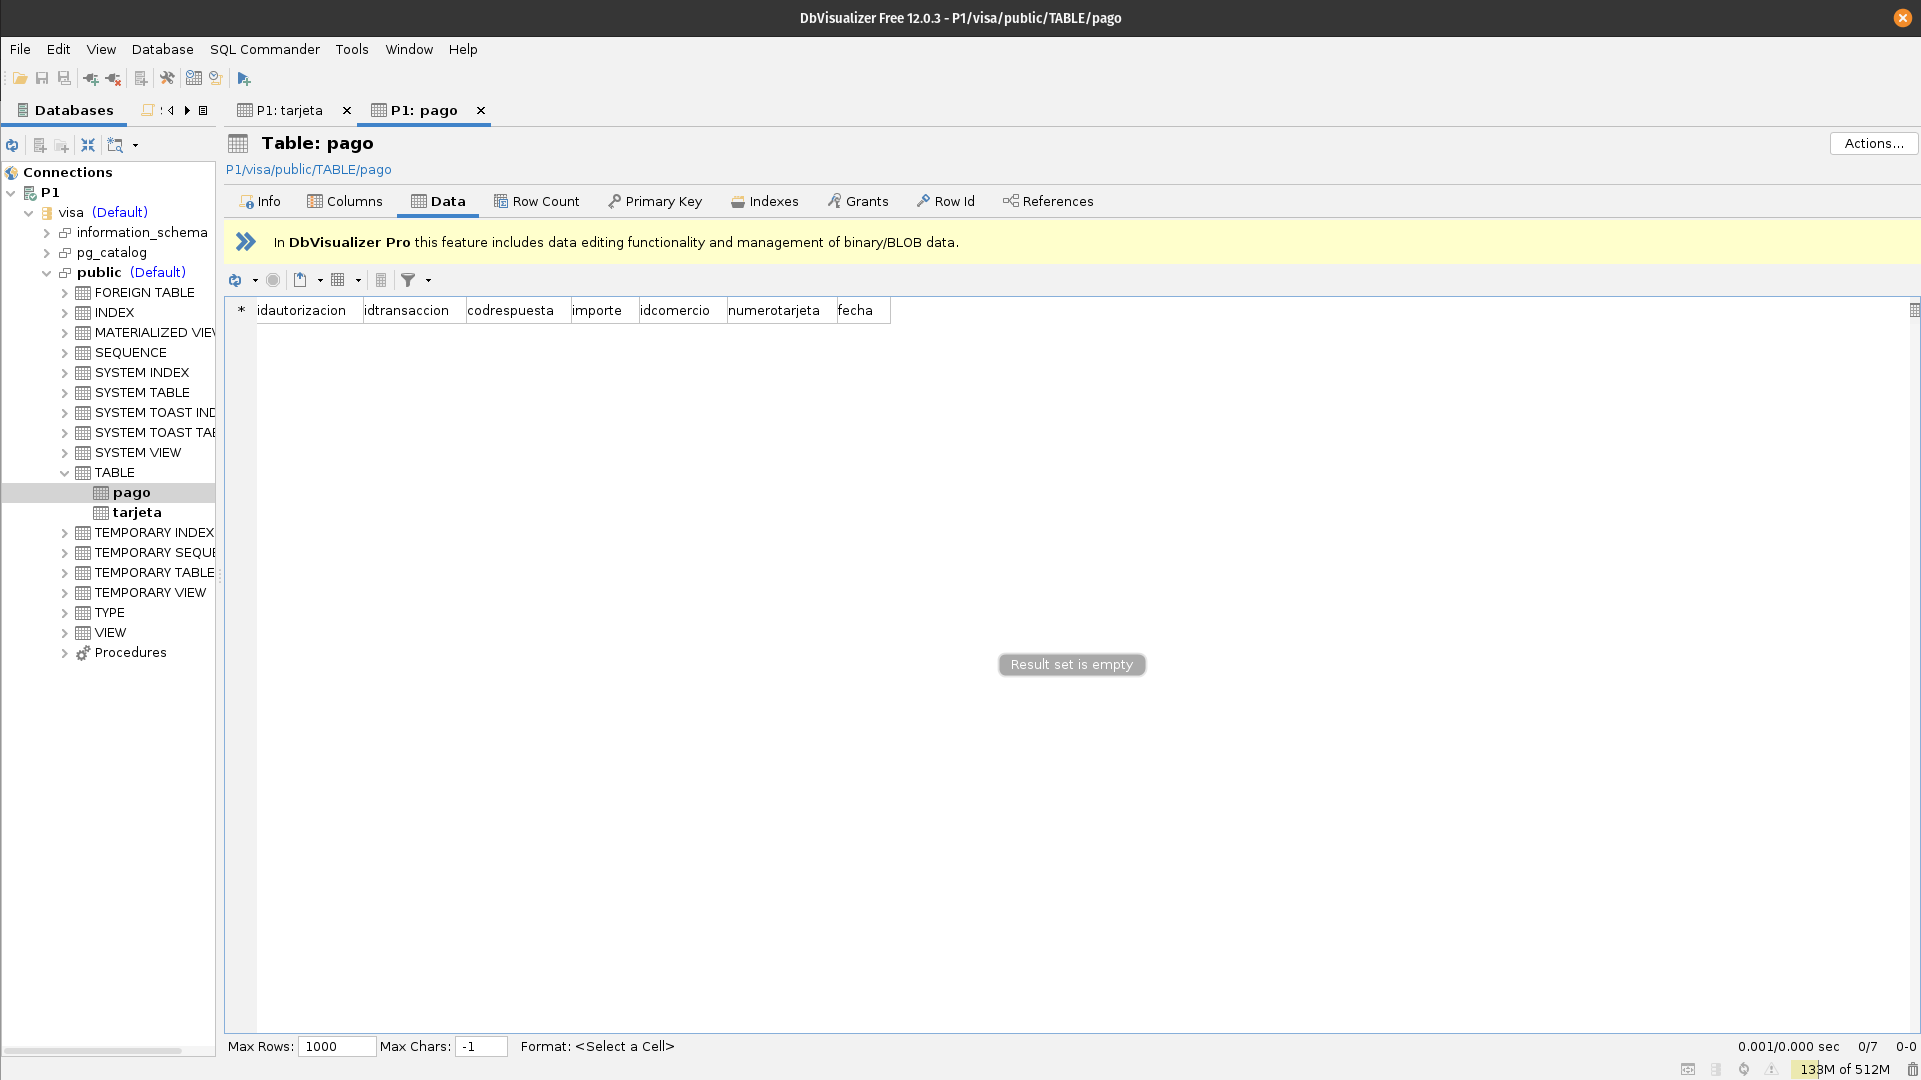 DbVisualizer Free 12.0.3 - P1/visa/public/TABLE/pago
File Edit View Database SQL Commander Tools Window Help
Databases
P1: tarjeta
P1: pago
Table: pago
Actions...
P1/visa/public/TABLE/pago
Info Columns Data Row Count Primary Key Indexes Grants Row Id References
In DbVisualizer Pro this feature includes data editing functionality and management of binary/BLOB data.
Connections
P1
visa (Default)
information_schema
pg_catalog
public (Default)
FOREIGN TABLE
INDEX
MATERIALIZED
SEQUENCE
SYSTEM INDEX
SYSTEM TABLE
SYSTEM TOAST
SYSTEM TOAST
SYSTEM VIEW
TABLE
pago
tarjeta
TEMPORARY INDEX
TEMPORARY
TEMPORARY TABLE
TEMPORARY VIEW
TYPE
VIEW
Procedures
* idautorizacion idtransaccion codrespuesta importe idcomercio numerotarjeta fecha
Result set is empty
Max Rows: 1000 Max Chars: -1 Format: <Select a Cell>
0.001/0.000 sec 0/7 0-0
133M of 512M